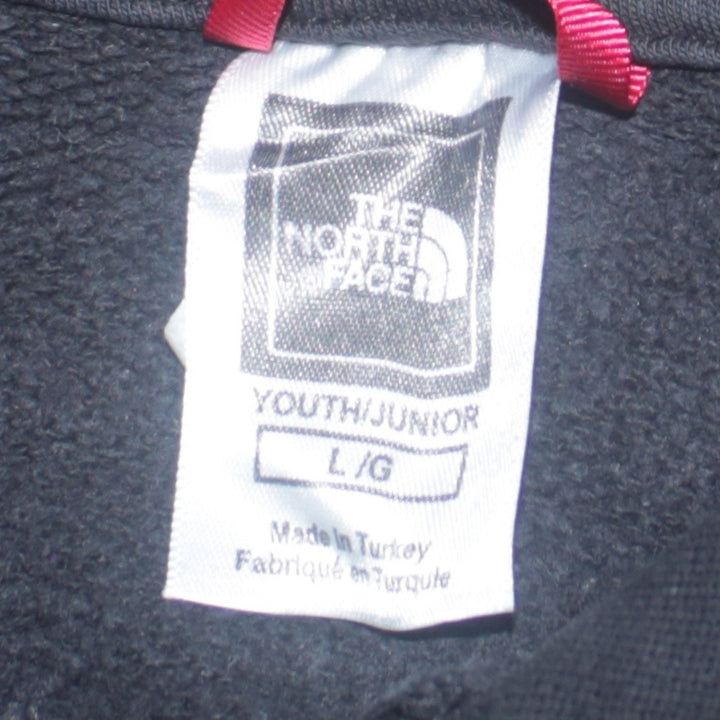 THE
NORTH
FACE
YOUTH/JUNIOR
L/G
Made in Turkey
Fabriqué en Turquie